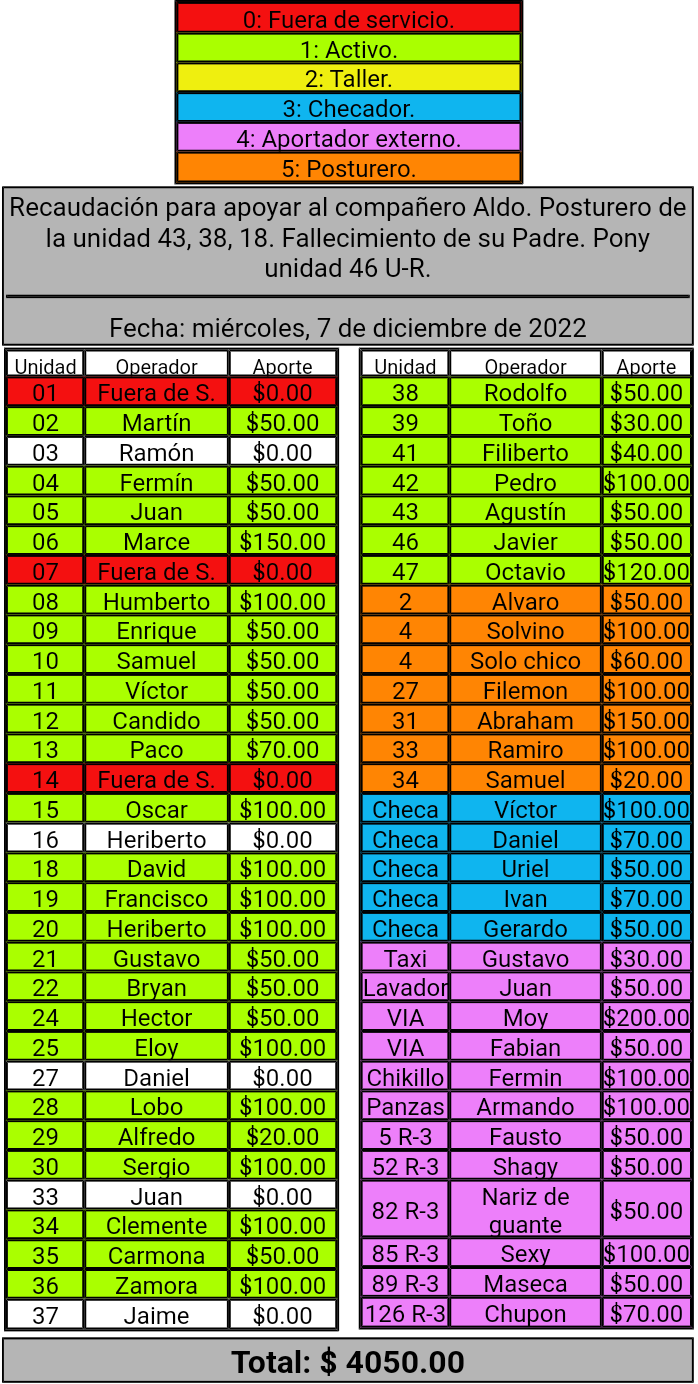 0: Fuera de servicio.
1: Activo.
2: Taller.
3: Checador.
4: Aportador externo.
5: Posturero.
Recaudación para apoyar al compañero Aldo. Posturero de
la unidad 43, 38, 18. Fallecimiento de su Padre. Pony
unidad 46 U-R.
Fecha: miércoles, 7 de diciembre de 2022
Unidad Operador Aporte
01 Fuera de S. $0.00
02 Martín $50.00
03 Ramón $0.00
04 Fermín $50.00
05 Juan $50.00
06 Marce $150.00
07 Fuera de S. $0.00
08 Humberto $100.00
09 Enrique $50.00
10 Samuel $50.00
11 Víctor $50.00
12 Candido $50.00
13 Paco $70.00
14 Fuera de S. $0.00
15 Oscar $100.00
16 Heriberto $0.00
18 David $100.00
19 Francisco $100.00
20 Heriberto $100.00
21 Gustavo $50.00
22 Bryan $50.00
24 Hector $50.00
25 Eloy $100.00
27 Daniel $0.00
28 Lobo $100.00
29 Alfredo $20.00
30 Sergio $100.00
33 Juan $0.00
34 Clemente $100.00
35 Carmona $50.00
36 Zamora $100.00
37 Jaime $0.00
Unidad Operador Aporte
38 Rodolfo $50.00
39 Toño $30.00
41 Filiberto $40.00
42 Pedro $100.00
43 Agustín $50.00
46 Javier $50.00
47 Octavio $120.00
2 Alvaro $50.00
4 Solvino $100.00
4 Solo chico $60.00
27 Filemon $100.00
31 Abraham $150.00
33 Ramiro $100.00
34 Samuel $20.00
Checa Víctor $100.00
Checa Daniel $70.00
Checa Uriel $50.00
Checa Ivan $70.00
Checa Gerardo $50.00
Taxi Gustavo $30.00
Lavador Juan $50.00
VIA Moy $200.00
VIA Fabian $50.00
Chikillo Fermin $100.00
Panzas Armando $100.00
5 R-3 Fausto $50.00
52 R-3 Shagy $50.00
82 R-3 Nariz de
guante $50.00
85 R-3 Sexy $100.00
89 R-3 Maseca $50.00
126 R-3 Chupon $70.00
Total: $ 4050.00